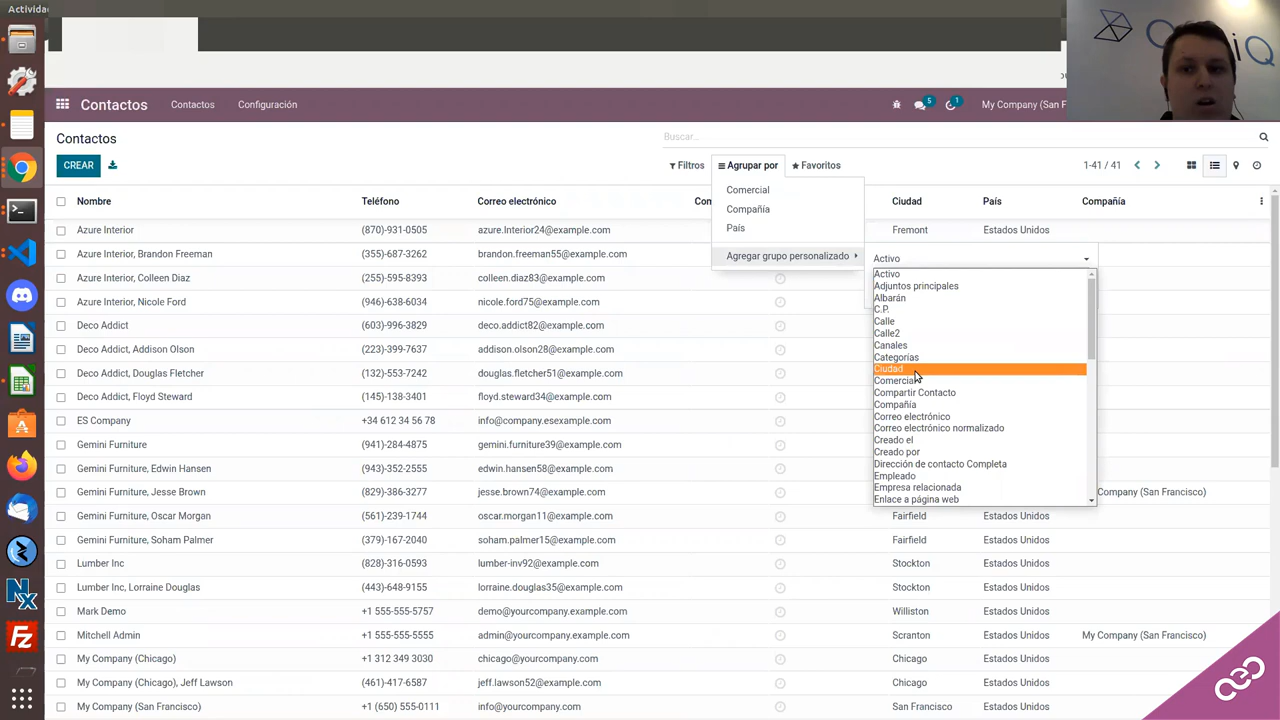 Actividad
Contactos Contactos Configuración 5 1 My Company (San F
Contactos
Buscar...
CREAR Filtros Agrupar por Favoritos 1-41 / 41
Comercial
Compañía
País
Agregar grupo personalizado
Activo
Activo
Adjuntos principales
Albarán
C.P.
Calle
Calle2
Canales
Categorías
Ciudad
Comercial
Compartir Contacto
Compañía
Correo electrónico
Correo electrónico normalizado
Creado el
Creado por
Dirección de contacto Completa
Empleado
Empresa relacionada
Enlace a página web
Nombre Teléfono Correo electrónico Ciudad País Compañía
Azure Interior (870)-931-0505 azure.Interior24@example.com Fremont Estados Unidos
Azure Interior, Brandon Freeman (355)-687-3262 brandon.freeman55@example.com
Azure Interior, Colleen Diaz (255)-595-8393 colleen.diaz83@example.com
Azure Interior, Nicole Ford (946)-638-6034 nicole.ford75@example.com
Deco Addict (603)-996-3829 deco.addict82@example.com
Deco Addict, Addison Olson (223)-399-7637 addison.olson28@example.com
Deco Addict, Douglas Fletcher (132)-553-7242 douglas.fletcher51@example.com
Deco Addict, Floyd Steward (145)-138-3401 floyd.steward34@example.com
ES Company +34 612 34 56 78 info@company.esexample.com
Gemini Furniture (941)-284-4875 gemini.furniture39@example.com
Gemini Furniture, Edwin Hansen (943)-352-2555 edwin.hansen58@example.com
Gemini Furniture, Jesse Brown (829)-386-3277 jesse.brown74@example.com Company (San Francisco)
Gemini Furniture, Oscar Morgan (561)-239-1744 oscar.morgan11@example.com Fairfield Estados Unidos
Gemini Furniture, Soham Palmer (379)-167-2040 soham.palmer15@example.com Fairfield Estados Unidos
Lumber Inc (828)-316-0593 lumber-inv92@example.com Stockton Estados Unidos
Lumber Inc, Lorraine Douglas (443)-648-9155 lorraine.douglas35@example.com Stockton Estados Unidos
Mark Demo +1 555-555-5757 demo@yourcompany.example.com Williston Estados Unidos
Mitchell Admin +1 555-555-5555 admin@yourcompany.example.com Scranton Estados Unidos My Company (San Francisco)
My Company (Chicago) +1 312 349 3030 chicago@yourcompany.com Chicago Estados Unidos
My Company (Chicago), Jeff Lawson (461)-417-6587 jeff.lawson52@example.com Chicago Estados Unidos
My Company (San Francisco) +1 (650) 555-0111 info@yourcompany.com San Francisco Estados Unidos